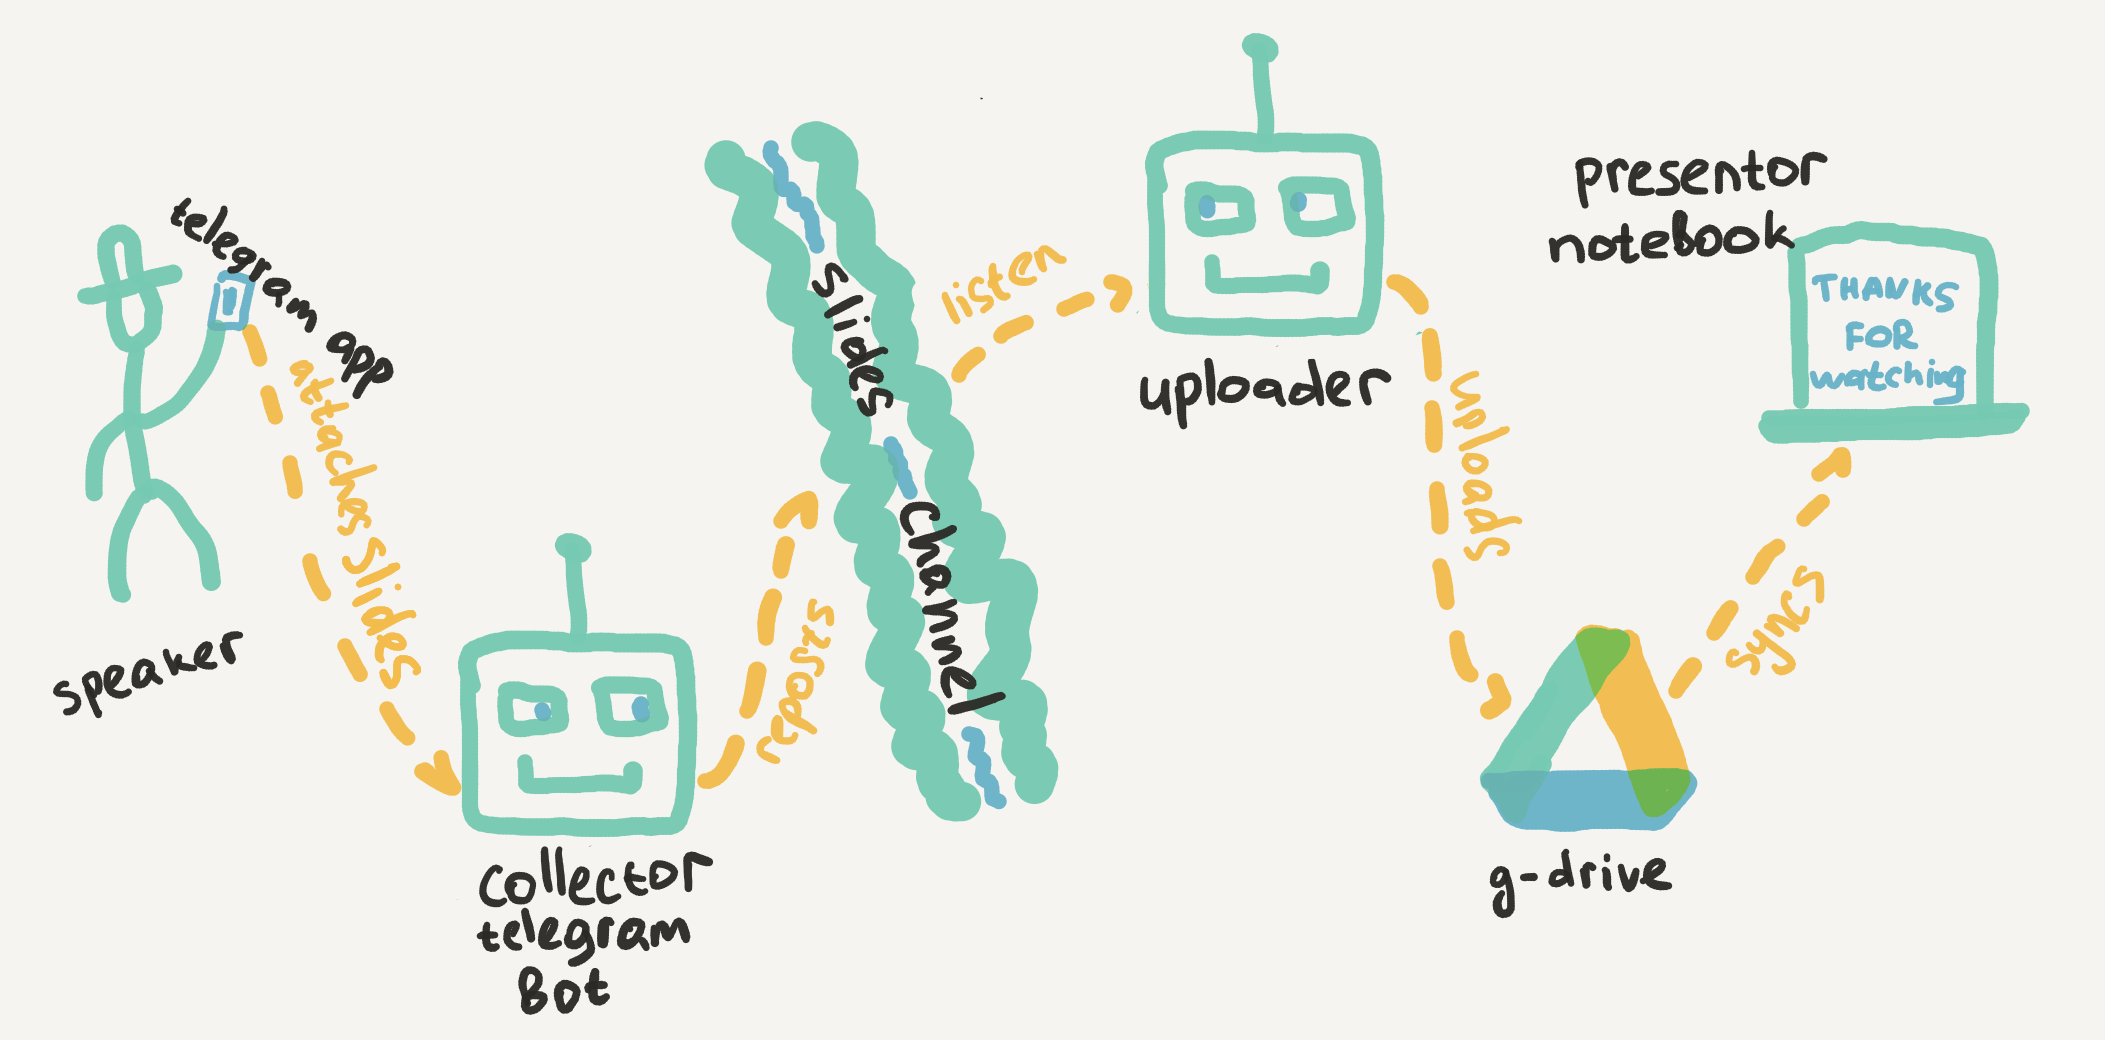 telegram app
speaker
attaches slides
collector
telegram
Bot
reports
slides
Channel
listen
uploader
uploads
g-drive
syncs
presentor
noteBook
THANKS
FOR
watching